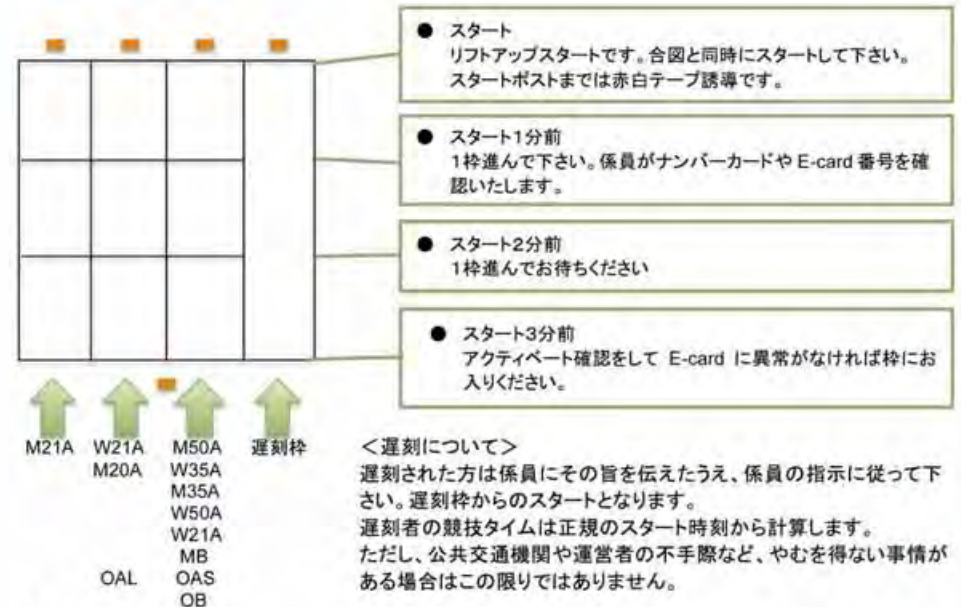 ● スタート
リフトアップスタートです。合図と同時にスタートして下さい。
スタートポストまでは赤白テープ誘導です。
● スタート1分前
1枠進んで下さい。係員がナンバーカードや E-card 番号を確
認いたします。
● スタート2分前
1枠進んでお待ちください
● スタート3分前
アクティベート確認をして E-card に異常がなければ枠にお
入りください。
M21A W21A M50A 遅刻枠
M20A W35A
M35A
W50A
W21A
MB
OAL OAS
OB
<遅刻について>
遅刻された方は係員にその旨を伝えたうえ、係員の指示に従って下
さい。遅刻枠からのスタートとなります。
遅刻者の競技タイムは正規のスタート時刻から計算します。
ただし、公共交通機関や運営者の不手際など、やむを得ない事情が
ある場合はこの限りではありません。